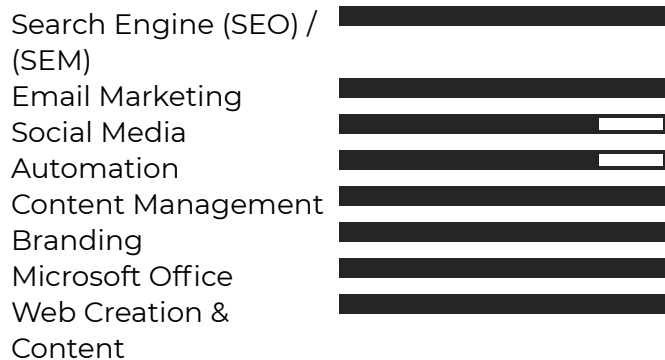 Search Engine (SEO) /
(SEM)
Email Marketing
Social Media
Automation
Content Management
Branding
Microsoft Office
Web Creation &
Content